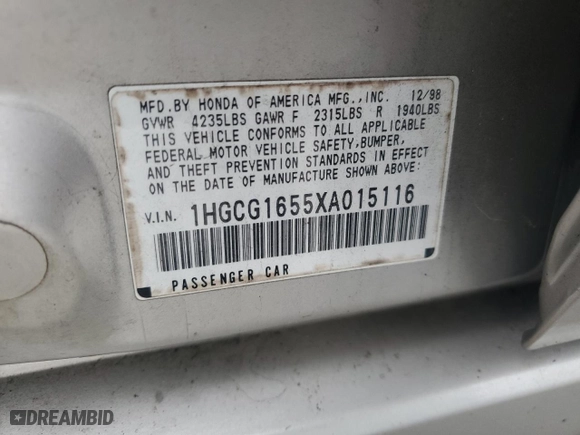 MFD. BY HONDA OF AMERICA MFG., INC. 12/98
GVWR 4235LBS GAWR F 2315LBS R 1940LBS
THIS VEHICLE CONFORMS TO ALL APPLICABLE
FEDERAL MOTOR VEHICLE SAFETY, BUMPER,
AND THEFT PREVENTION STANDARDS IN EFFECT
ON THE DATE OF MANUFACTURE SHOWN ABOVE:
V.I.N. 1HGCG1655XA015116
PASSENGER CAR
DREAMBID